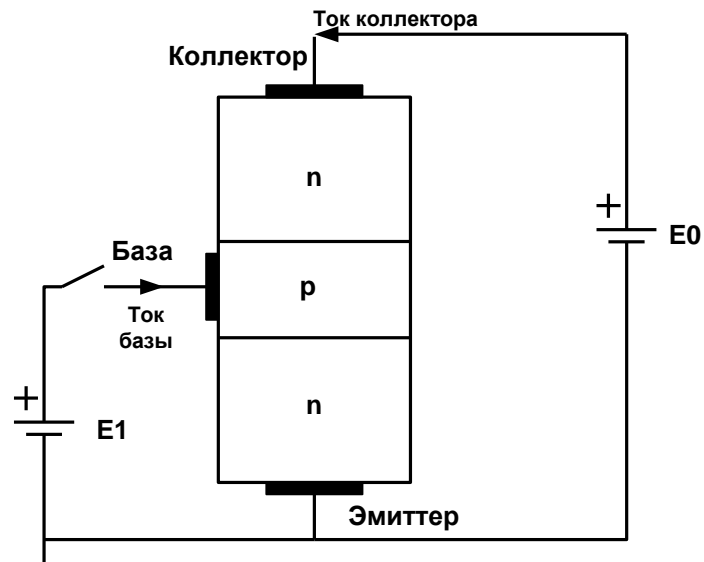 Ток коллектора
Коллектор
n
+
E0
База
p
Ток
базы
+
n
E1
Эмиттер